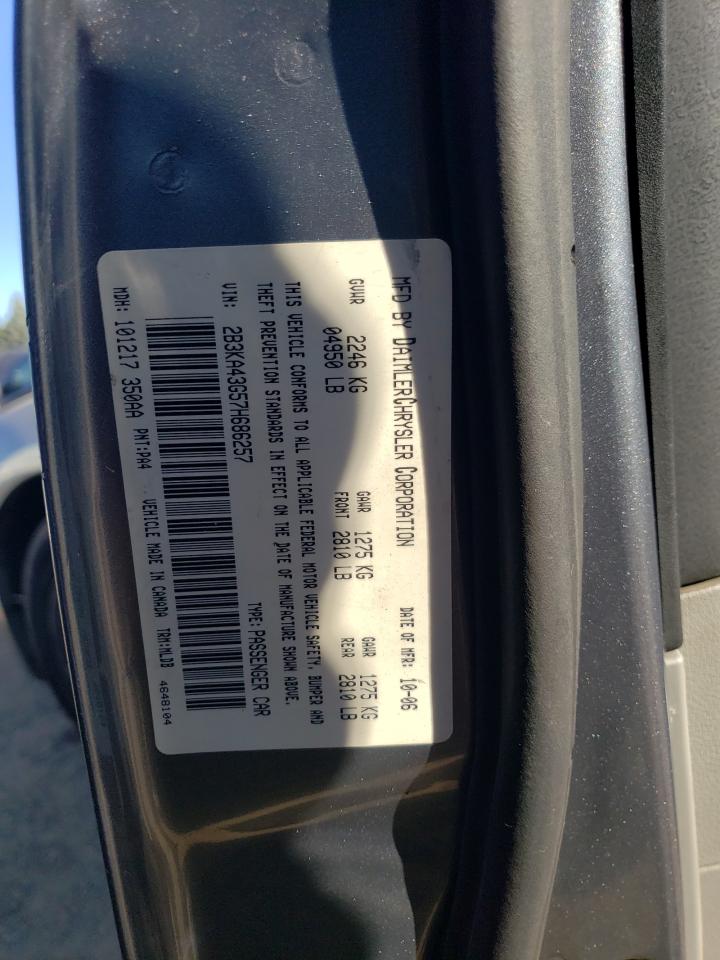 MFD BY DAIMLERCHRYSLER CORPORATION DATE OF MFR: 10-06
GVWR 2246 KG GAWR 1275 KG GAWR 1275 KG
04950 LB FRONT 2810 LB REAR 2810 LB
THIS VEHICLE CONFORMS TO ALL APPLICABLE FEDERAL MOTOR VEHICLE SAFETY, BUMPER AND
THEFT PREVENTION STANDARDS IN EFFECT ON THE DATE OF MANUFACTURE SHOWN ABOVE.
VIN: 2B3KA43G57H686257 TYPE: PASSENGER CAR
MDH: 101217 350AA PNT:PA4 VEHICLE MADE IN CANADA TRM:MLDB 4648104